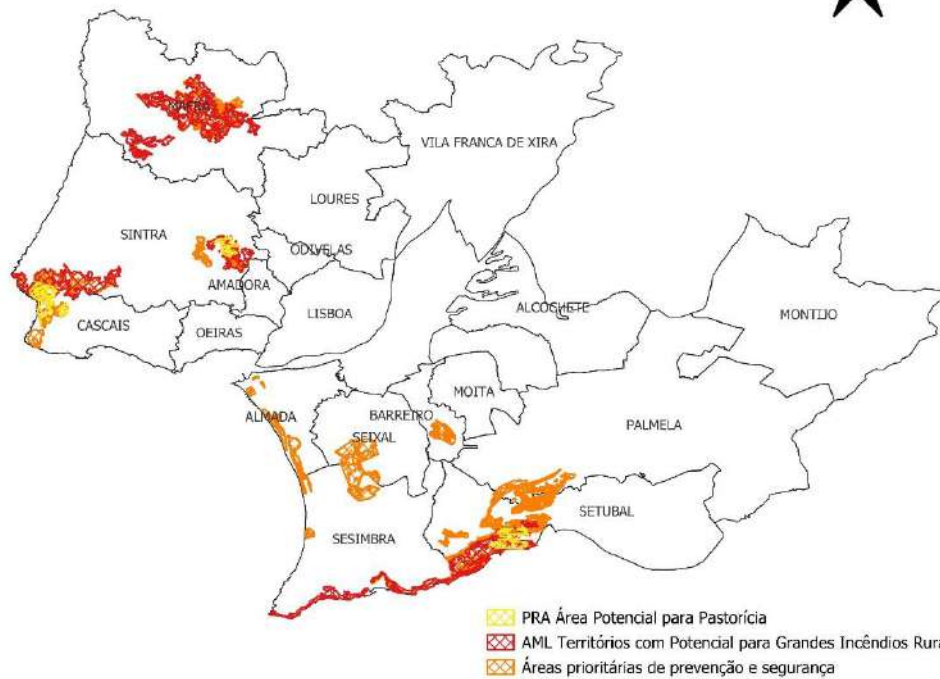 MAFRA
VILA FRANCA DE XIRA
LOURES
SINTRA
ODIVELAS
AMADORA
LISBOA
ALCOCHETE
MONTIJO
CASCAIS
OEIRAS
MOITA
ALMADA
BARREIRO
SEIXAL
PALMELA
SETUBAL
SESIMBRA
PRA Área Potencial para Pastorícia
AML Territórios com Potencial para Grandes Incêndios Rura
Áreas prioritárias de prevenção e segurança